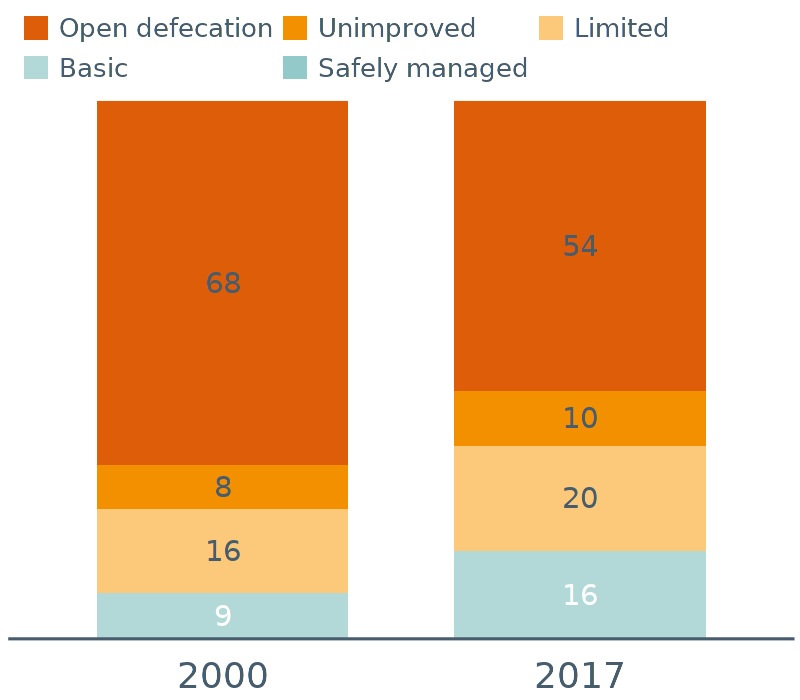 Open defecation Unimproved Limited
Basic Safely managed
68 54
8 10
16 20
9 16
2000 2017